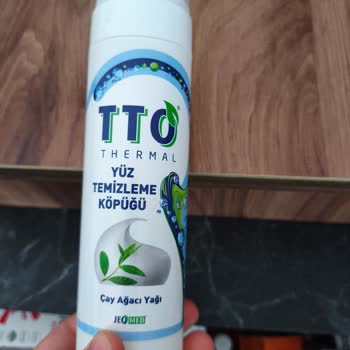 TTO
THERMAL
YÜZ
TEMİZLEME
KÖPÜĞÜ
Çay Ağacı Yağı
JEOMED